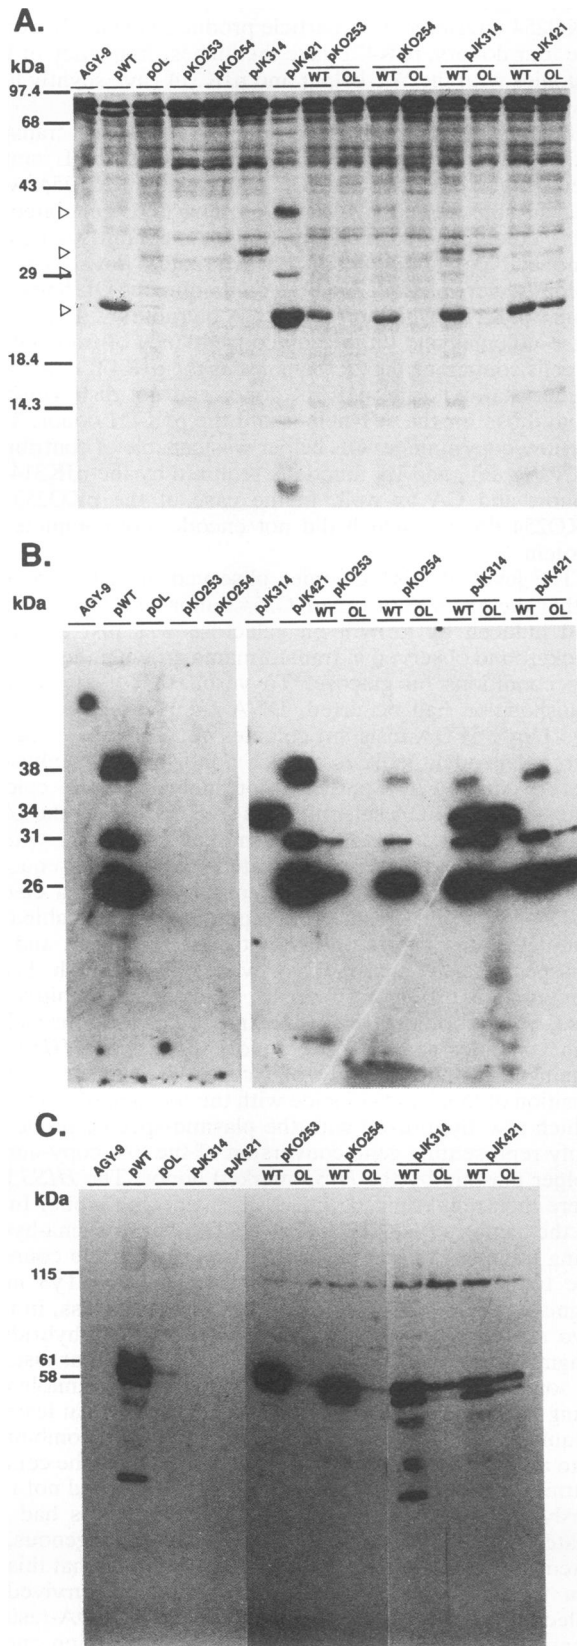 A.
kDa
AGY-9 pWT pOL pKO253 pKO254 pJK314 pJK421 pKO253 pKO254 pJK314 pJK421
WT OL WT OL WT OL WT OL
97.4
68
43
29
18.4
14.3
B.
kDa
AGY-9 pWT pOL pKO253 pKO254 pJK314 pJK421 pKO253 pKO254 pJK314 pJK421
WT OL WT OL WT OL WT OL
38
34
31
26
C.
kDa
AGY-9 pWT pOL pJK314 pJK421 pKO253 pKO254 pJK314 pJK421
WT OL WT OL WT OL WT OL
115
61
58